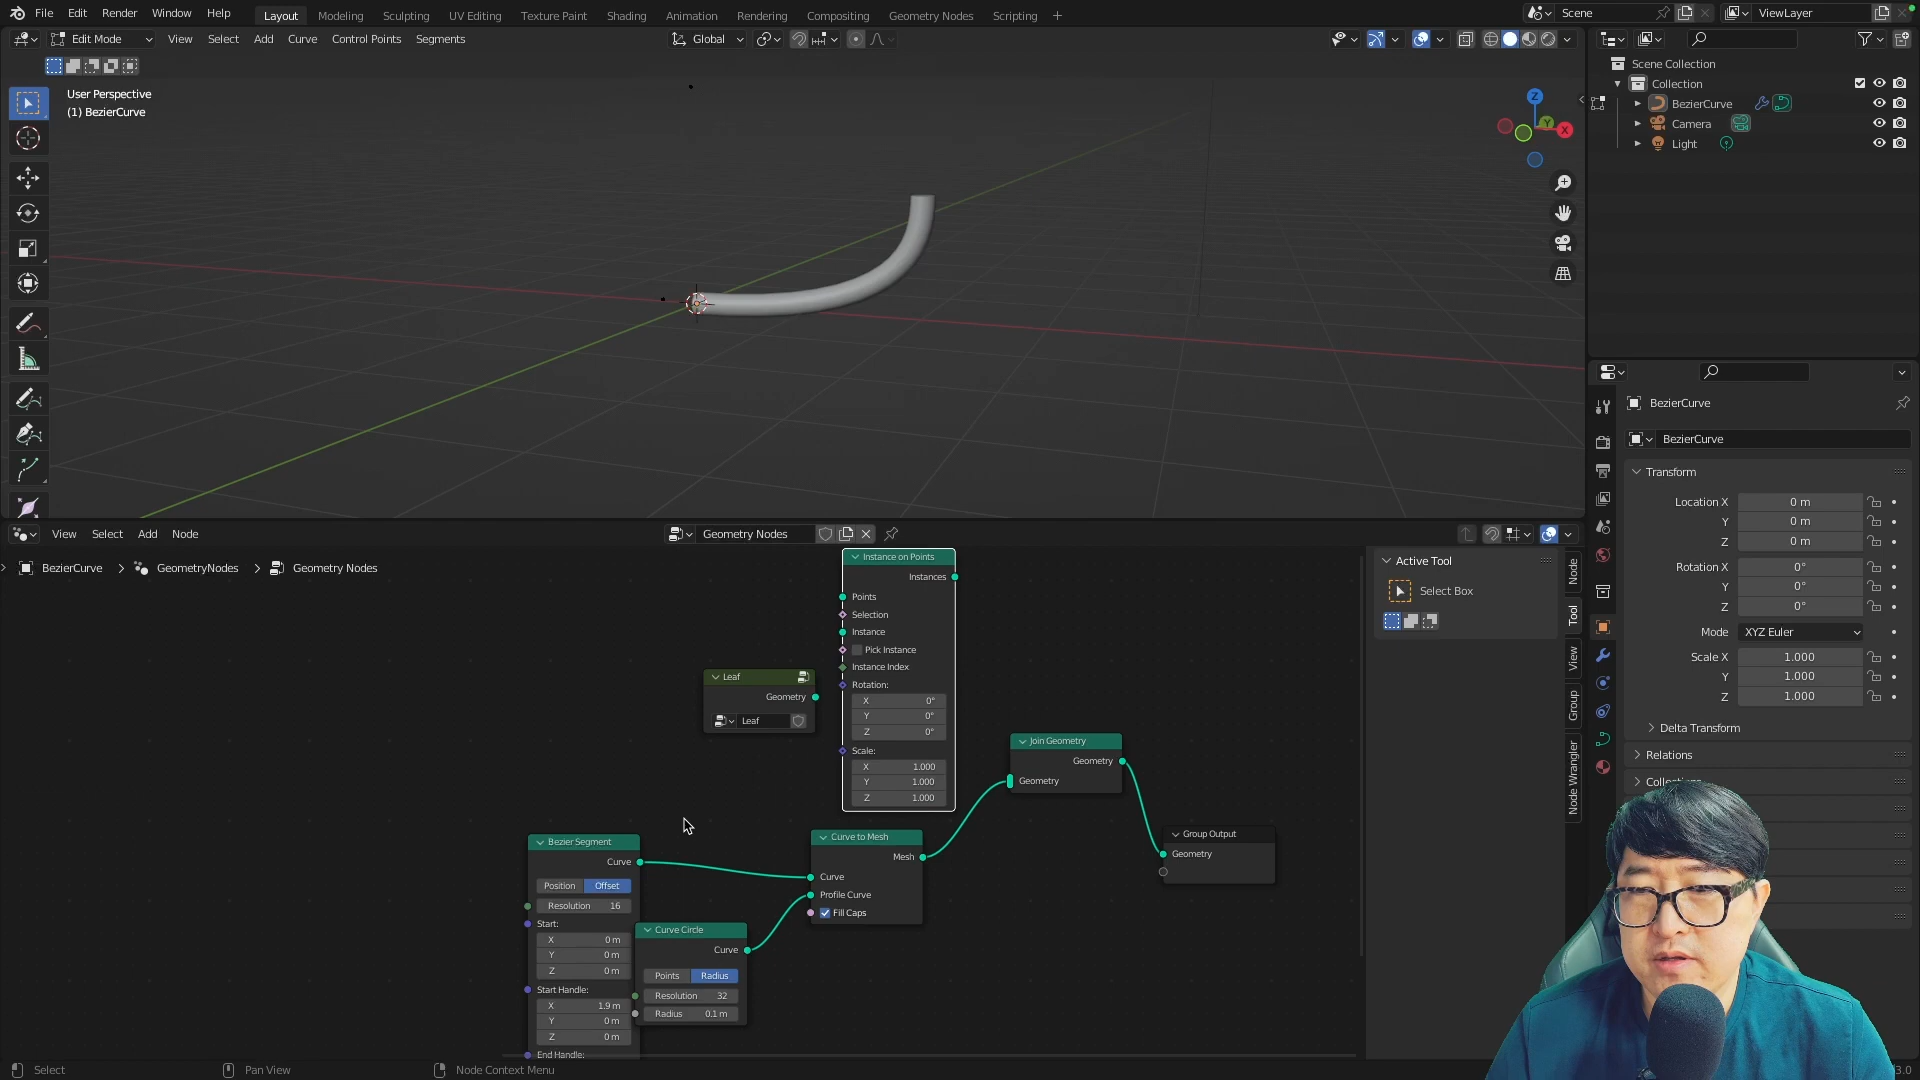 File Edit Render Window Help Layout Modeling Sculpting UV Editing Texture Paint Shading Animation Rendering Compositing Geometry Nodes Scripting + Scene ViewLayer
Edit Mode View Select Add Curve Control Points Segments Global
User Perspective
(1) BezierCurve
Z
Y
X
Scene Collection
Collection
BezierCurve
Camera
Light
BezierCurve
BezierCurve
Transform
Location X 0 m
Y 0 m
Z 0 m
Rotation X 0°
Y 0°
Z 0°
Mode XYZ Euler
Scale X 1.000
Y 1.000
Z 1.000
Delta Transform
Relations
View Select Add Node Geometry Nodes
BezierCurve > GeometryNodes > Geometry Nodes
Instance on Points
Instances
Points
Selection
Instance
Pick Instance
Instance Index
Rotation:
X 0°
Y 0°
Z 0°
Scale:
X 1.000
Y 1.000
Z 1.000
Leaf
Geometry
Leaf
Join Geometry
Geometry
Geometry
Group Output
Geometry
Curve to Mesh
Mesh
Curve
Profile Curve
Fill Caps
Bezier Segment
Curve
Position Offset
Resolution 16
Start:
X 0 m
Y 0 m
Z 0 m
Start Handle:
X 1.9 m
Y 0 m
Z 0 m
End Handle:
Curve Circle
Curve
Points Radius
Resolution 32
Radius 0.1 m
Active Tool
Select Box
Node
Tool
View
Group
Node Wrangler
Select Pan View Node Context Menu